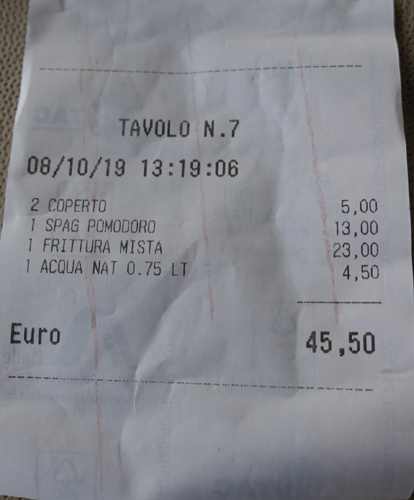 TAVOLO N.7
08/10/19 13:19:06
2 COPERTO 5,00
1 SPAG POMODORO 13,00
1 FRITTURA MISTA 23,00
1 ACQUA NAT 0.75 LT 4,50
Euro 45,50